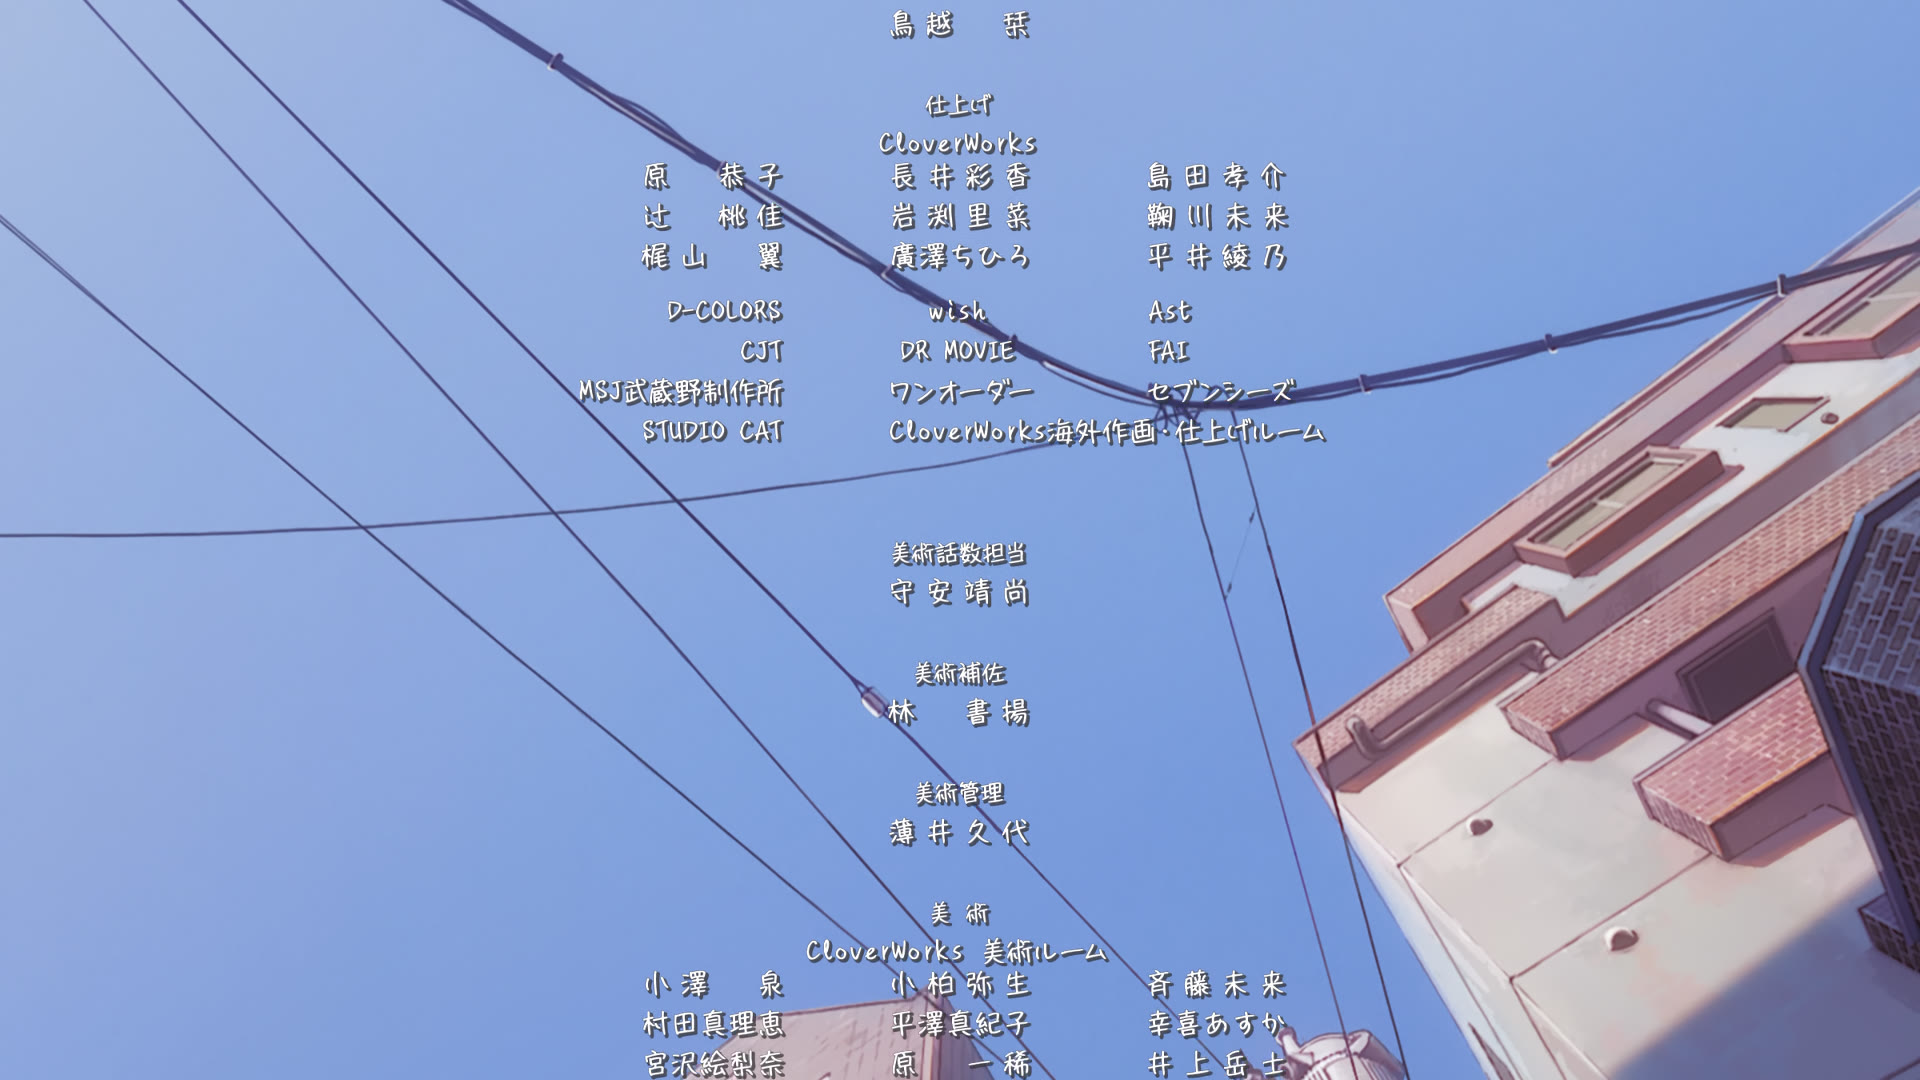 鳥越 栞
仕上げ
CloverWorks
原 恭子 長井彩香 島田孝介
辻 桃佳 岩渕里菜 鞠川未来
梶山 翼 廣澤ちひろ 平井綾乃
D-COLORS wish Ast
CJT DR MOVIE FAI
MSJ武蔵野制作所 ワンオーダー セブンシーズ
STUDIO CAT CloverWorks海外作画・仕上げルーム
美術話数担当
守安靖尚
美術補佐
林 書揚
美術管理
薄井久代
美術
CloverWorks 美術ルーム
小澤 泉 小柏弥生 斉藤未来
村田真理恵 平澤真紀子 幸喜あすか
宮沢絵梨奈 原 一稀 井上岳士